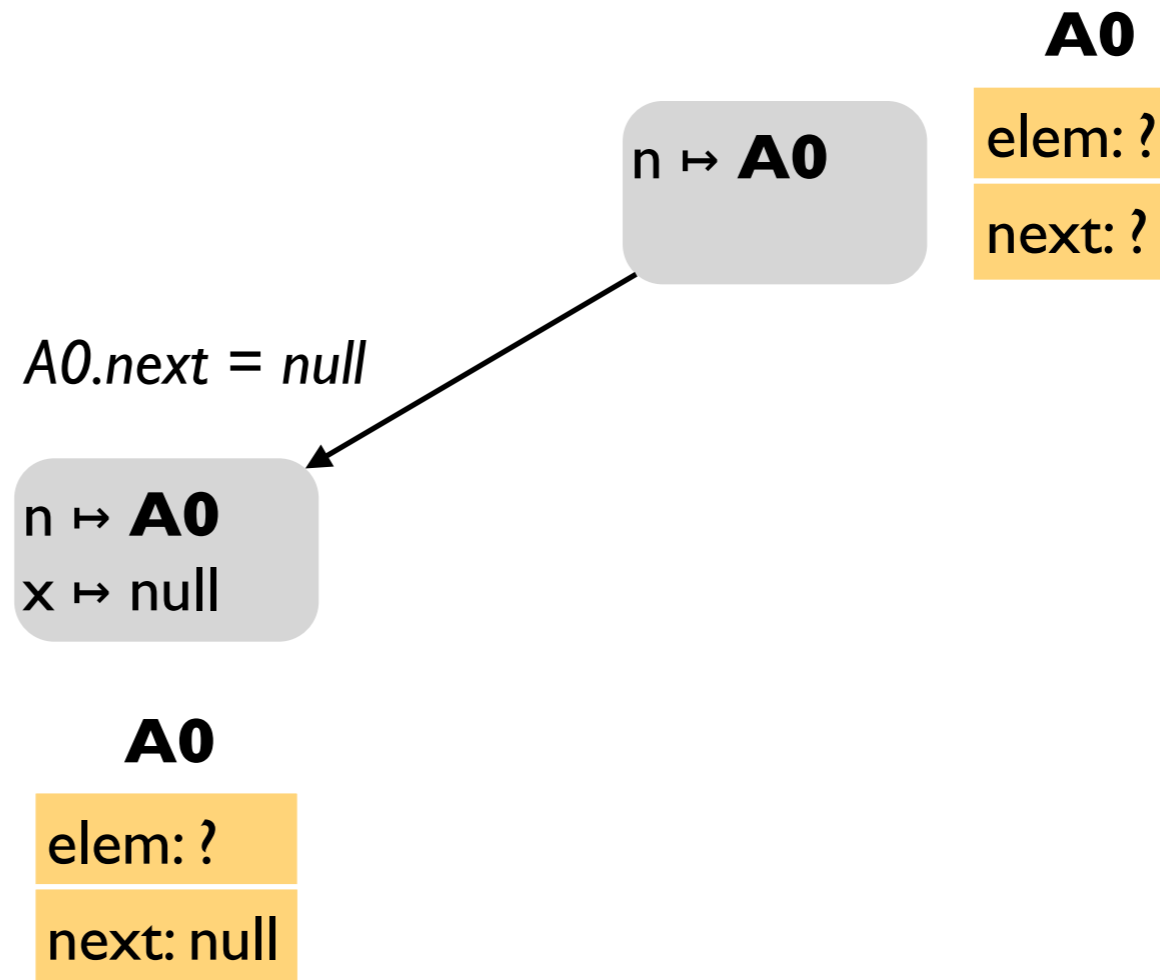 A0
n ↦ A0
elem: ?
next: ?
A0.next = null
n ↦ A0
x ↦ null
A0
elem: ?
next: null